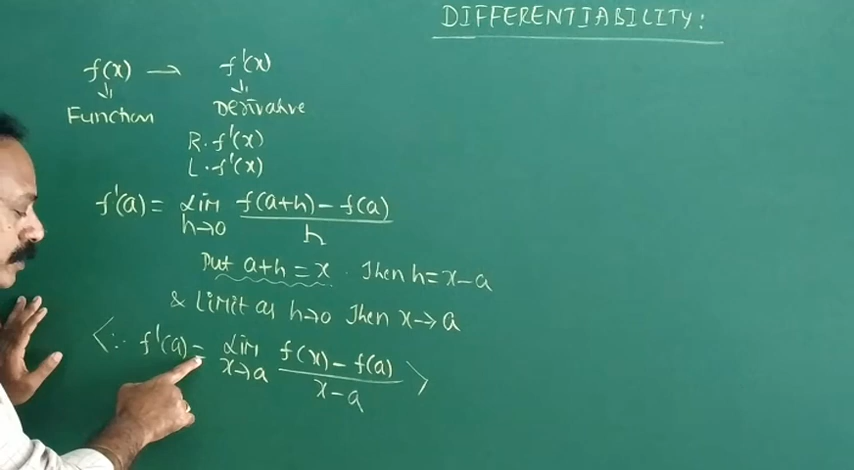 DIFFERENTIABILITY:
f(x) → f'(x)
⇓ ⇓
Function Derivative
R. f'(x)
L. f'(x)
f'(a) = Lim h→0 f(a+h) − f(a) / h
Put a+h = x. Then h = x−a
& Limit as h→0 Then x→a
⟨∴ f'(a) = Lim x→a f(x) − f(a) / x−a ⟩